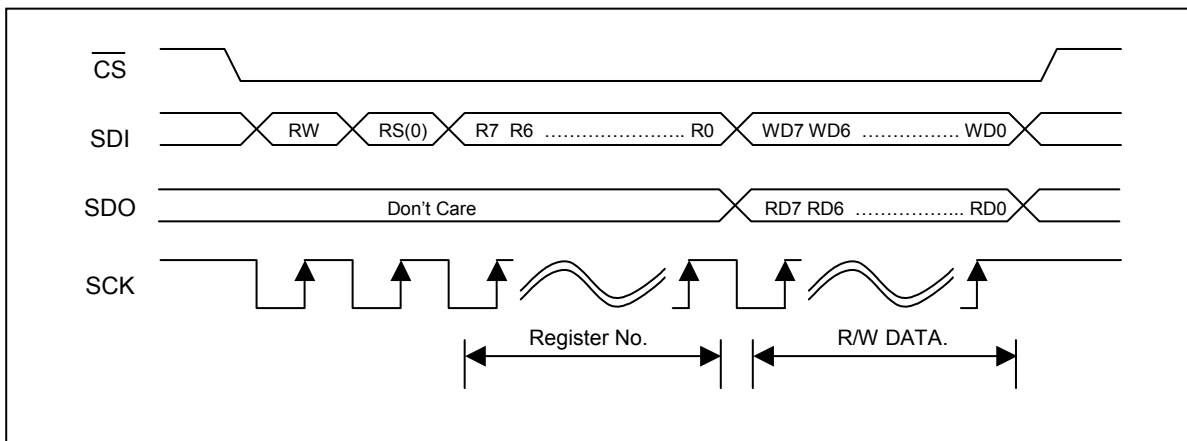 CS
SDI RW RS(0) R7 R6 ........................ R0 WD7 WD6 ................. WD0
SDO Don't Care RD7 RD6 ................... RD0
SCK
Register No. R/W DATA.